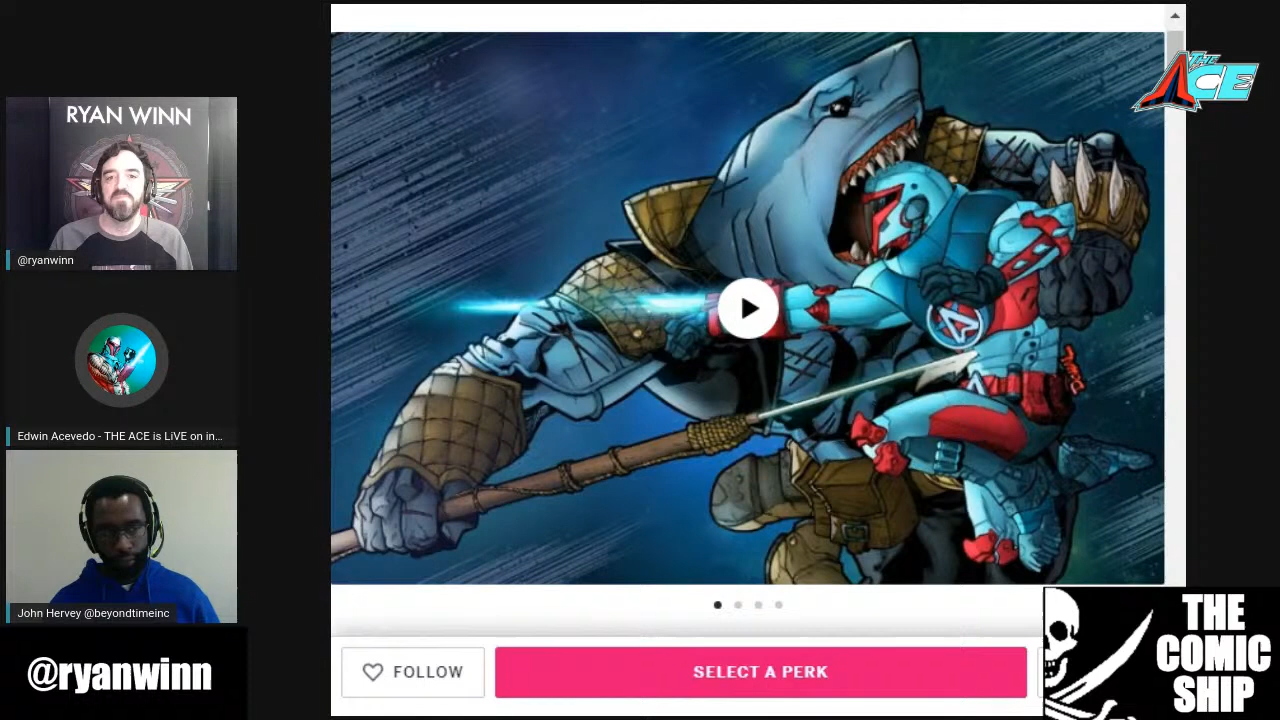 RYAN WINN
@ryanwinn
Edwin Acevedo - THE ACE is LiVE on in...
John Hervey @beyondtimeinc
@ryanwinn
THE
ACE
FOLLOW
SELECT A PERK
THE
COMIC
SHIP